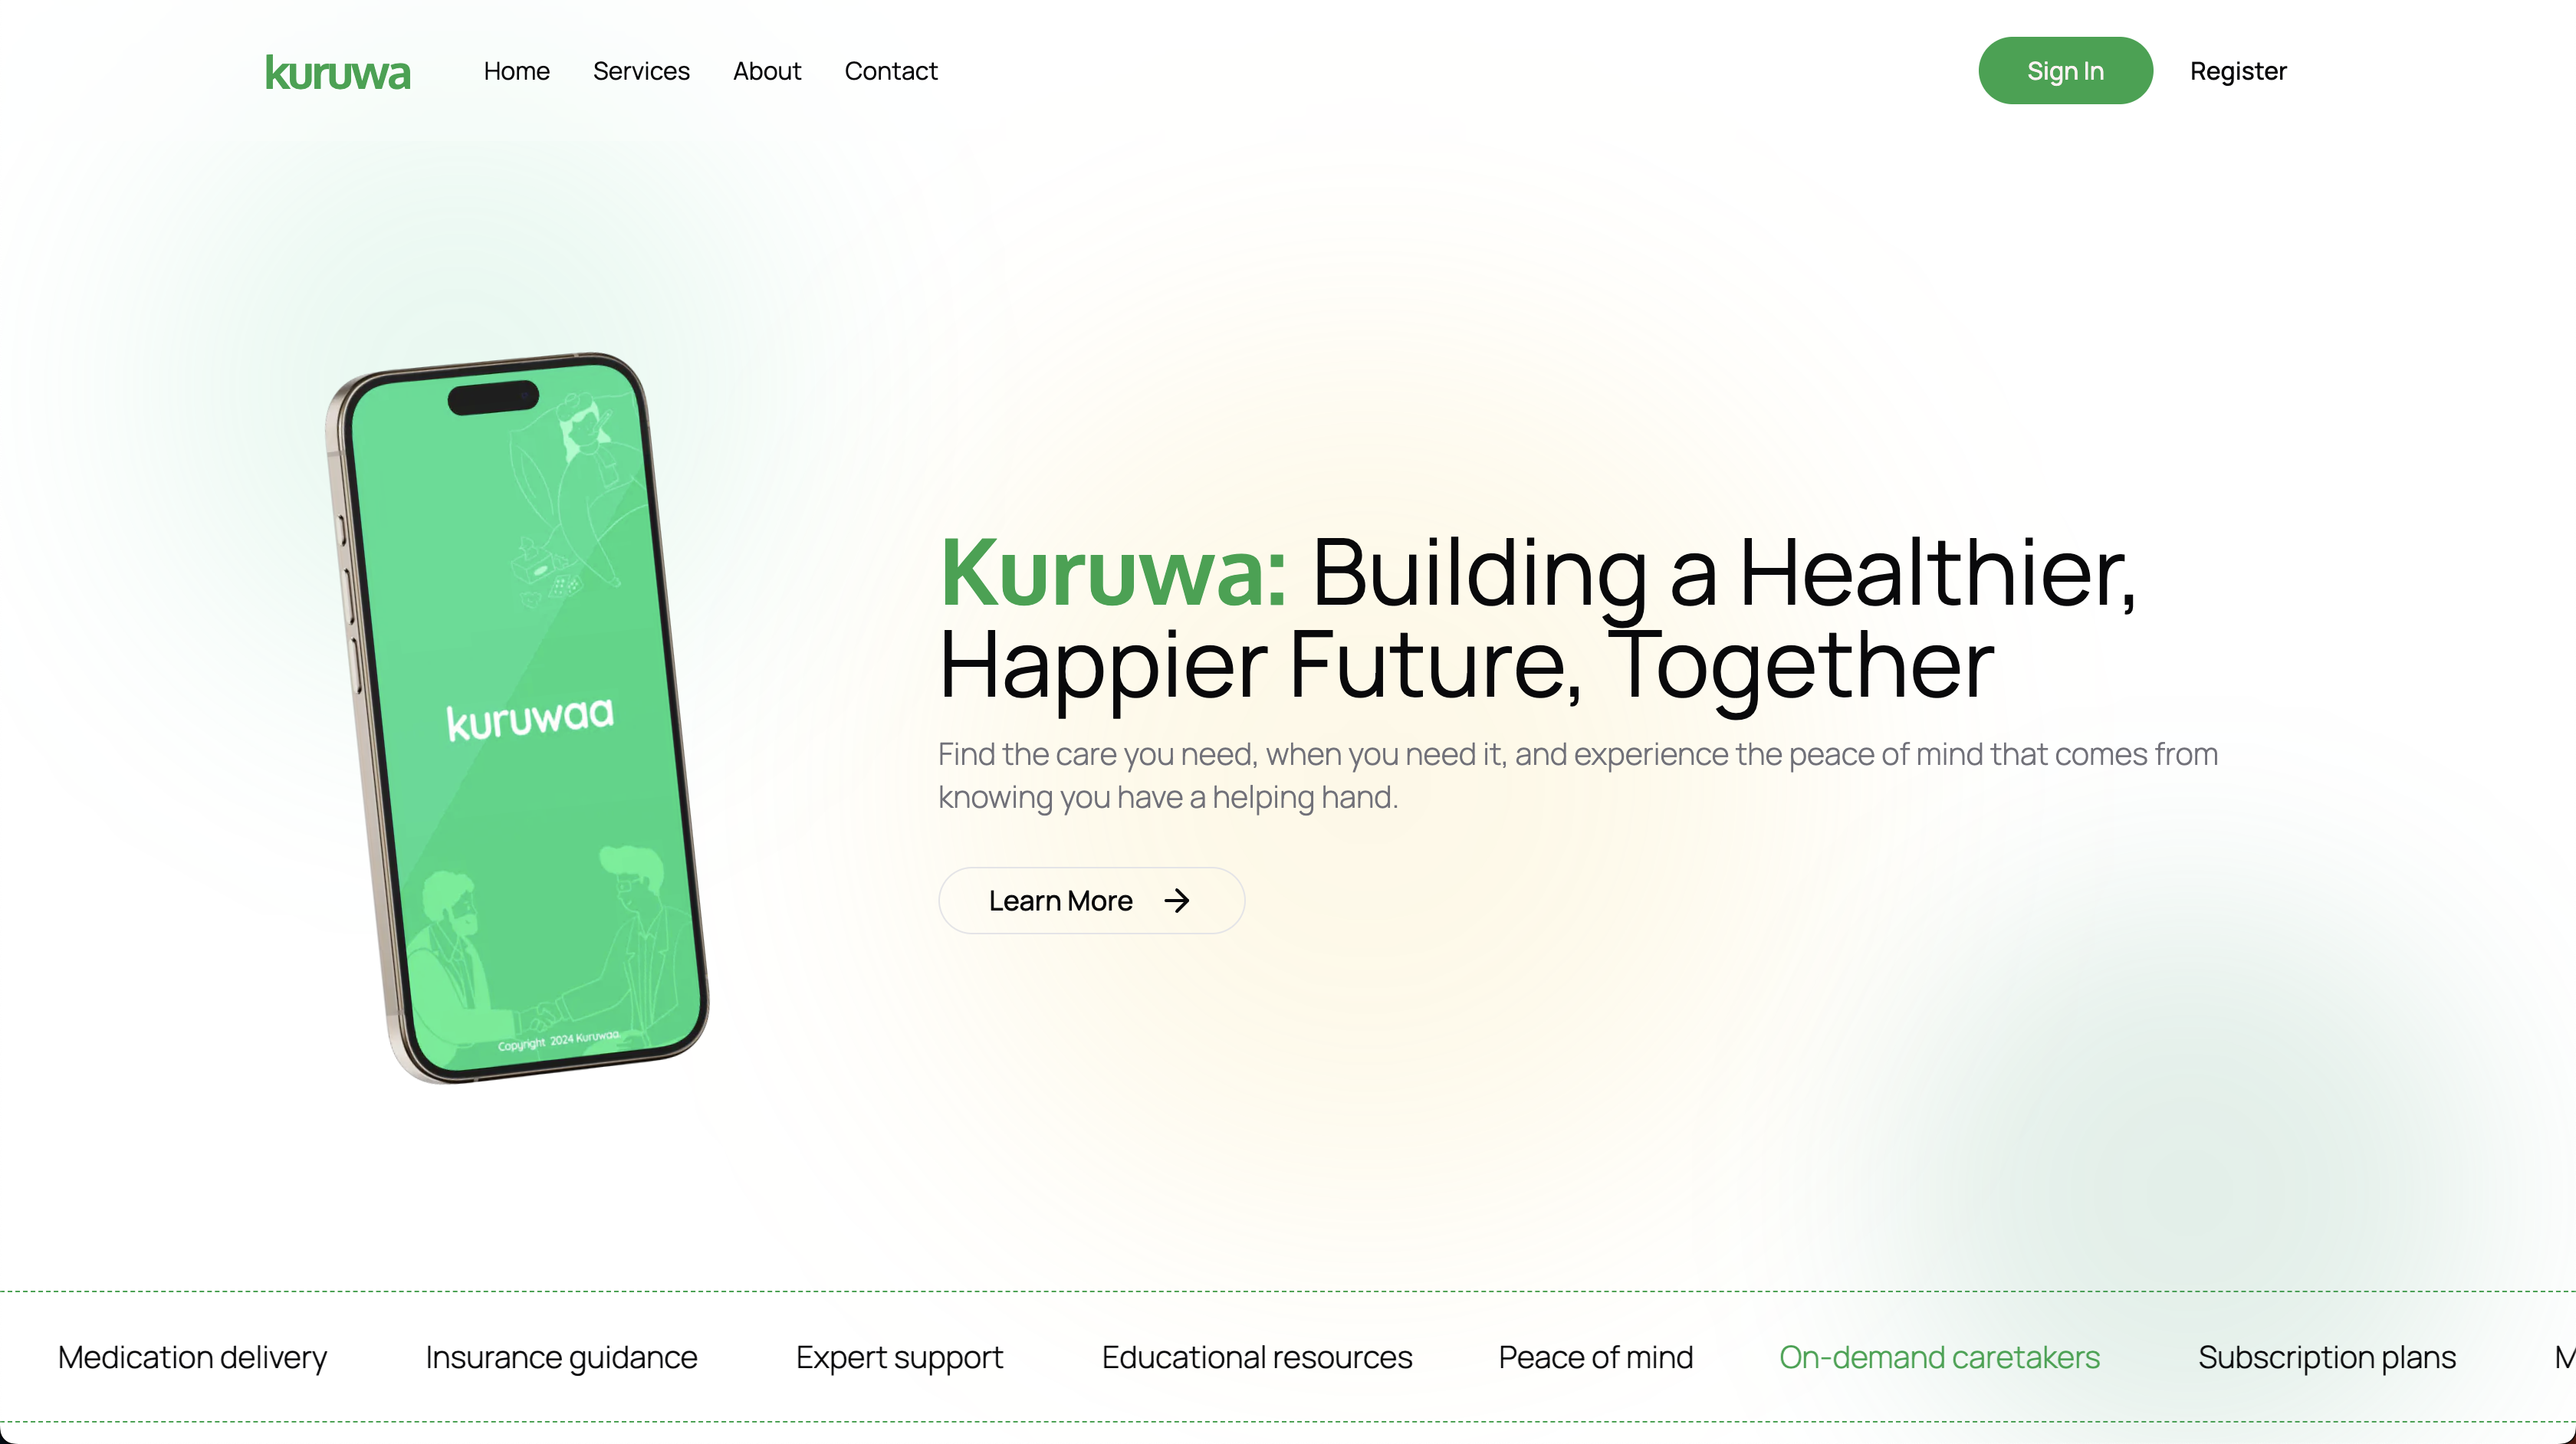 kuruwa
Home
Services
About
Contact
Sign In
Register
kuruwaa
Copyright 2024 Kuruwaa.
Kuruwa: Building a Healthier,
Happier Future, Together
Find the care you need, when you need it, and experience the peace of mind that comes from
knowing you have a helping hand.
Learn More
Medication delivery
Insurance guidance
Expert support
Educational resources
Peace of mind
On-demand caretakers
Subscription plans